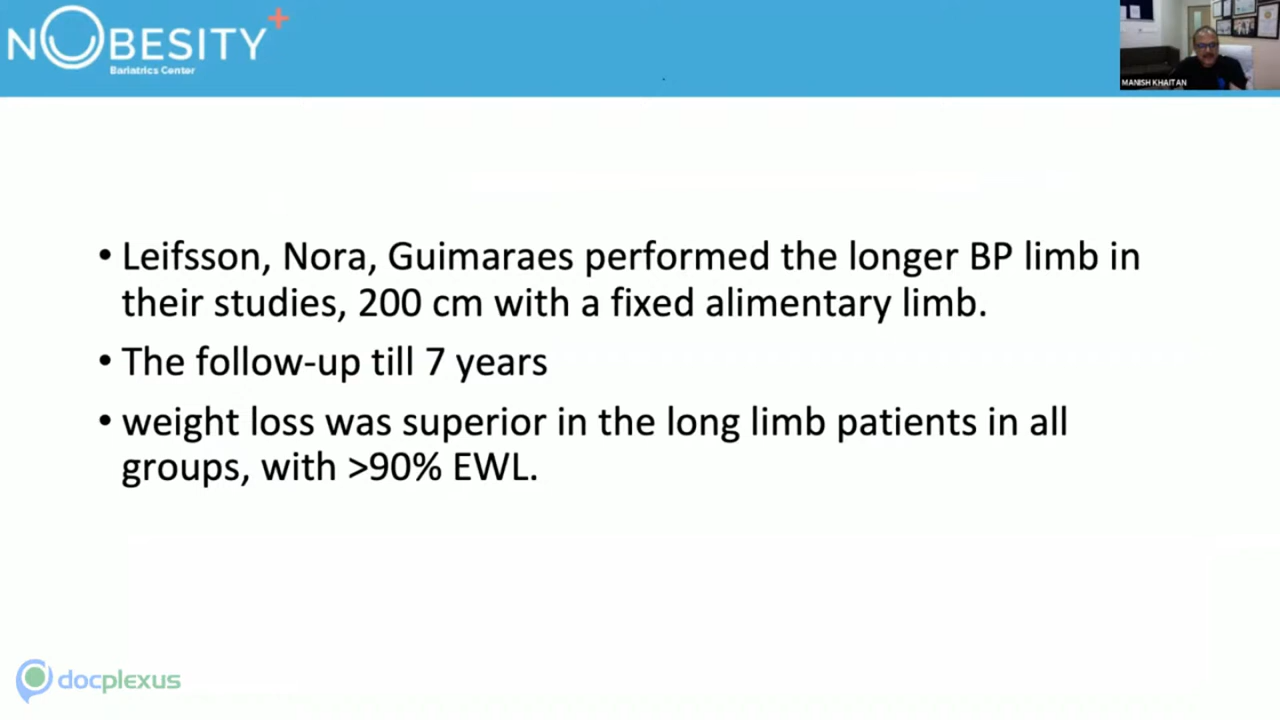 NOBESITY+
Bariatrics Center
MANISH KHAITAN
• Leifsson, Nora, Guimaraes performed the longer BP limb in
their studies, 200 cm with a fixed alimentary limb.
• The follow-up till 7 years
• weight loss was superior in the long limb patients in all
groups, with >90% EWL.
docplexus